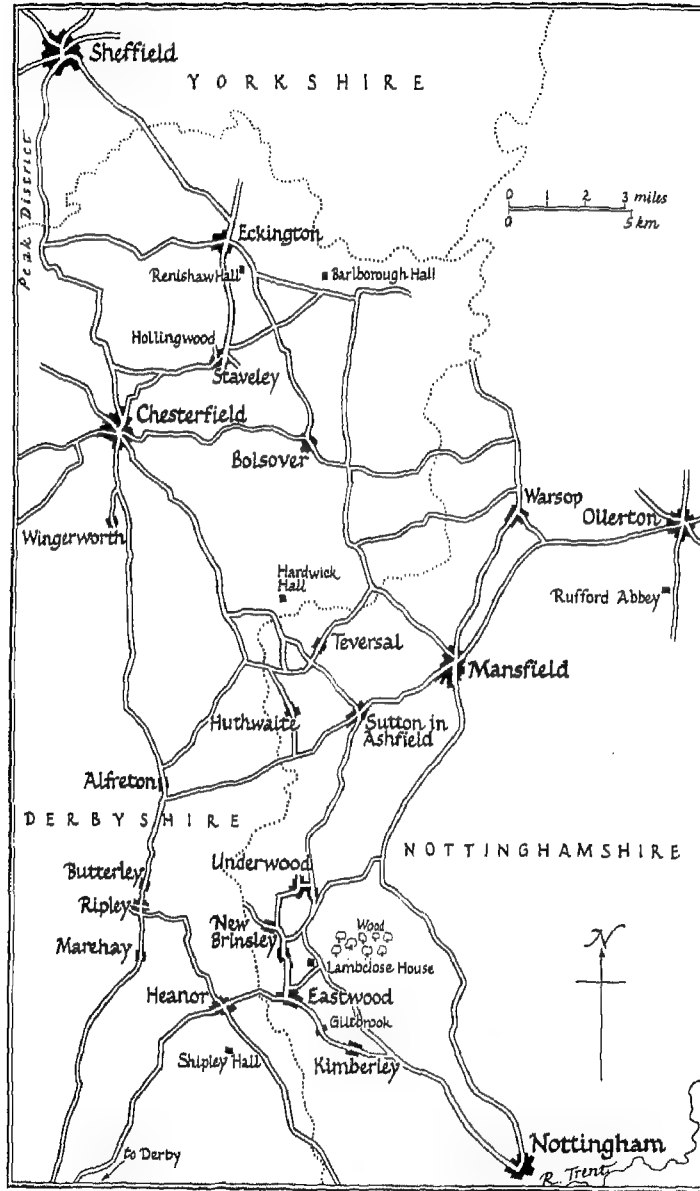 Sheffield
YORKSHIRE
Peak District
0 1 2 3 miles
0 5 km
Eckington
Renishaw Hall
Barlborough Hall
Hollingwood
Staveley
Chesterfield
Bolsover
Warsop
Ollerton
Wingerworth
Hardwick
Hall
Rufford Abbey
Teversal
Mansfield
Huthwaite
Sutton in
Ashfield
Alfreton
DERBYSHIRE
NOTTINGHAMSHIRE
Underwood
Butterley
Ripley
New
Brinsley
Wood
N
Marehay
Lambclose House
Heanor
Eastwood
Giltbrook
Shipley Hall
Kimberley
to Derby
Nottingham
R. Trent